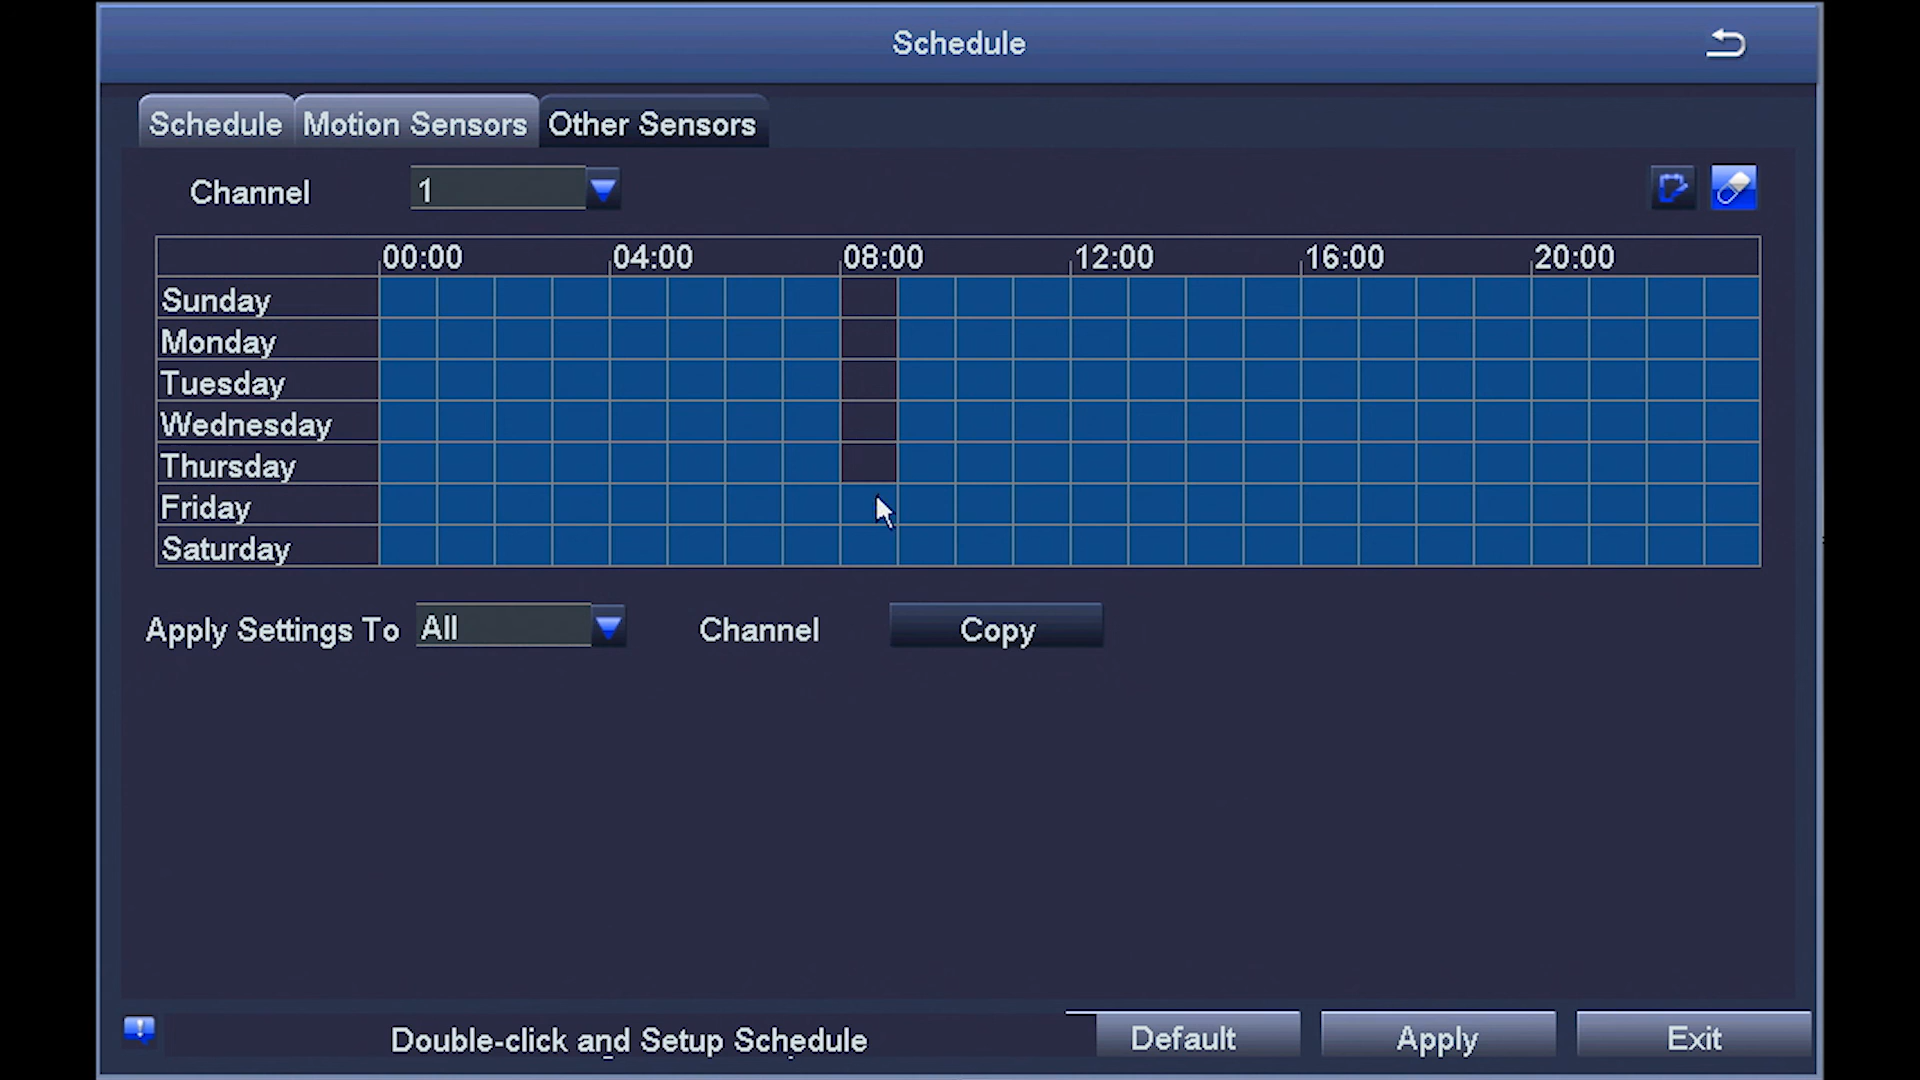 Schedule
Schedule Motion Sensors Other Sensors
Channel 1
00:00 04:00 08:00 12:00 16:00 20:00
Sunday
Monday
Tuesday
Wednesday
Thursday
Friday
Saturday
Apply Settings To All Channel Copy
Double-click and Setup Schedule Default Apply Exit